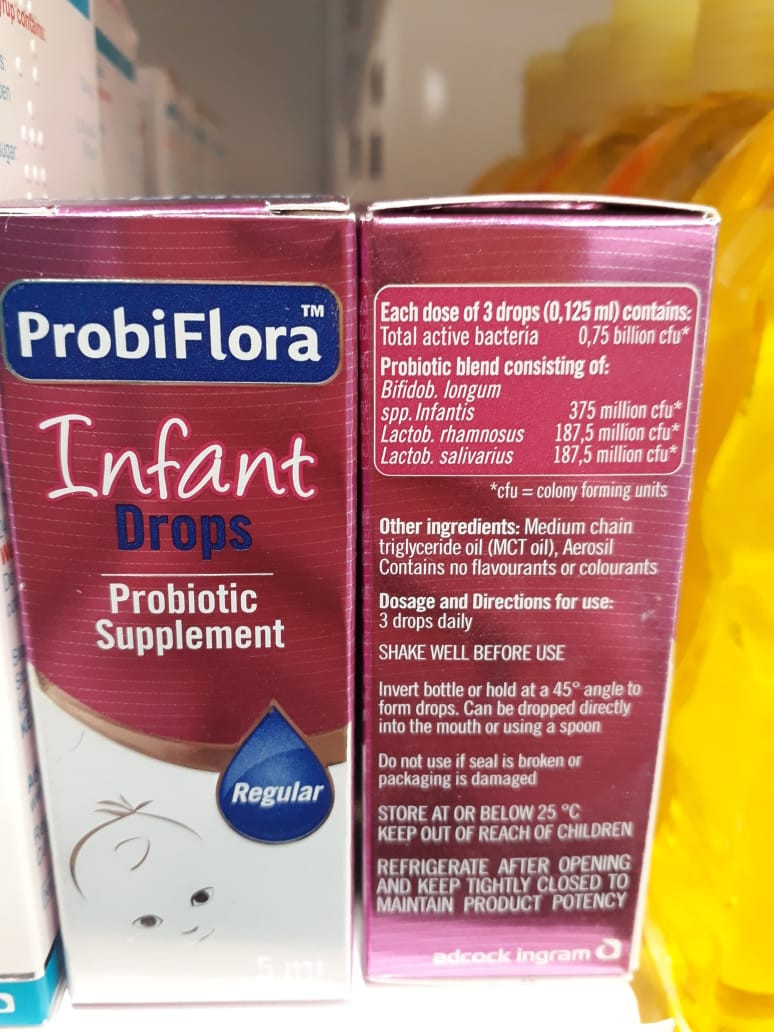 syrup contains
ProbiFlora™
Infant
Drops
Probiotic
Supplement
Regular
5 ml
Each dose of 3 drops (0,125 ml) contains:
Total active bacteria 0,75 billion cfu*
Probiotic blend consisting of:
Bifidob. longum
spp. Infantis 375 million cfu*
Lactob. rhamnosus 187,5 million cfu*
Lactob. salivarius 187,5 million cfu*
*cfu = colony forming units
Other ingredients: Medium chain
triglyceride oil (MCT oil), Aerosil
Contains no flavourants or colourants
Dosage and Directions for use:
3 drops daily
SHAKE WELL BEFORE USE
Invert bottle or hold at a 45° angle to
form drops. Can be dropped directly
into the mouth or using a spoon
Do not use if seal is broken or
packaging is damaged
STORE AT OR BELOW 25 °C
KEEP OUT OF REACH OF CHILDREN
REFRIGERATE AFTER OPENING
AND KEEP TIGHTLY CLOSED TO
MAINTAIN PRODUCT POTENCY
adcock ingram